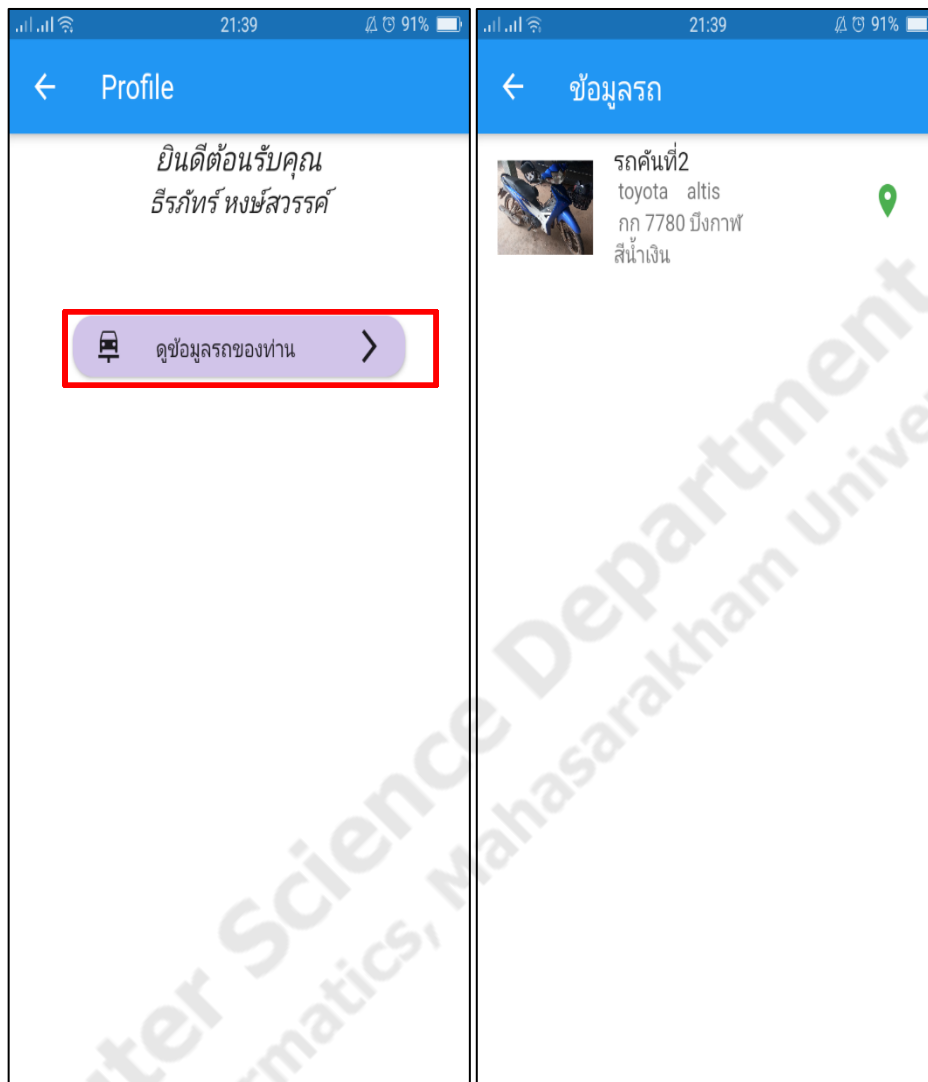 21:39
91%
Profile
ยินดีต้อนรับคุณ
ธีรภัทร์ หงษ์สวรรค์
ดูข้อมูลรถของท่าน
21:39
91%
ข้อมูลรถ
รถคันที่2
toyota altis
กก 7780 บึงกาฬ
สีน้ำเงิน
Science Department
Mahasarakham